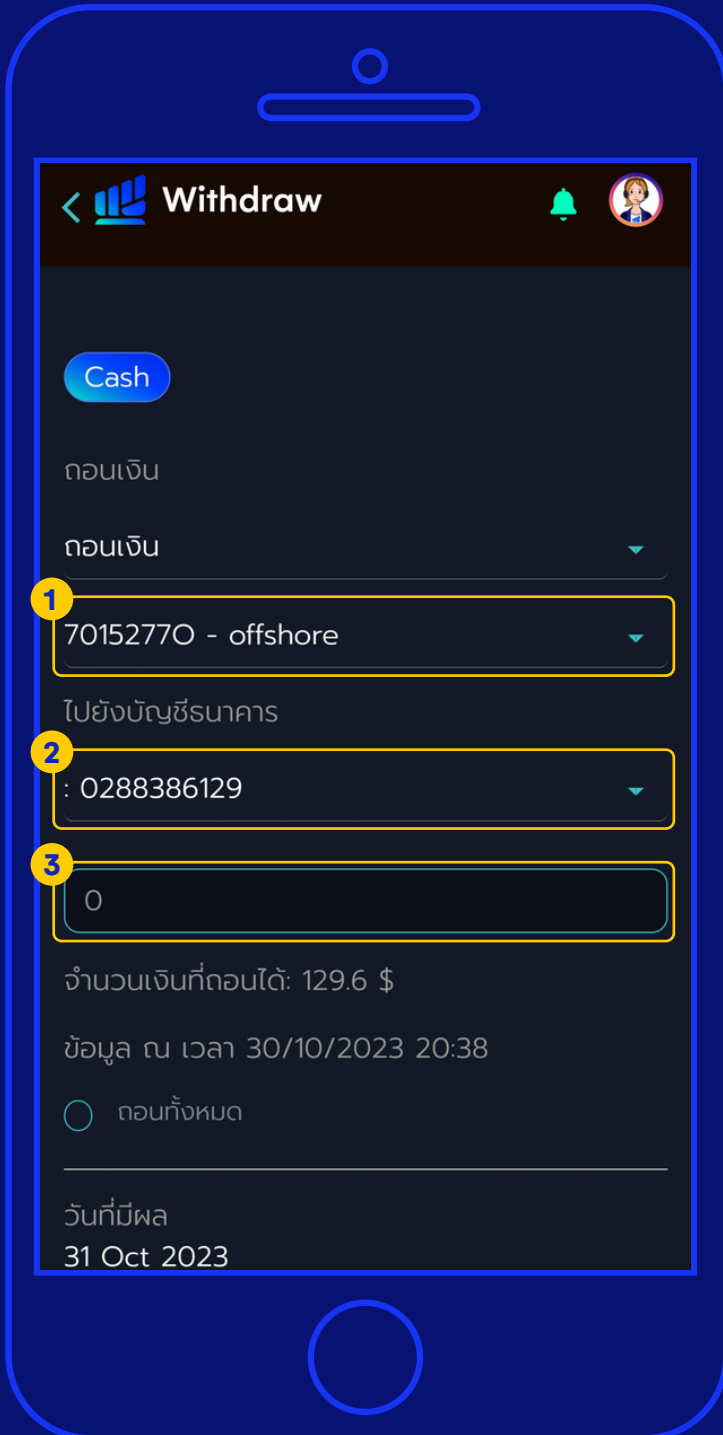 Withdraw
Cash
ถอนเงิน
ถอนเงิน
1
7015277O - offshore
ไปยังบัญชีธนาคาร
2
: 0288386129
3
0
จำนวนเงินที่ถอนได้: 129.6 $
ข้อมูล ณ เวลา 30/10/2023 20:38
ถอนทั้งหมด
วันที่มีผล
31 Oct 2023